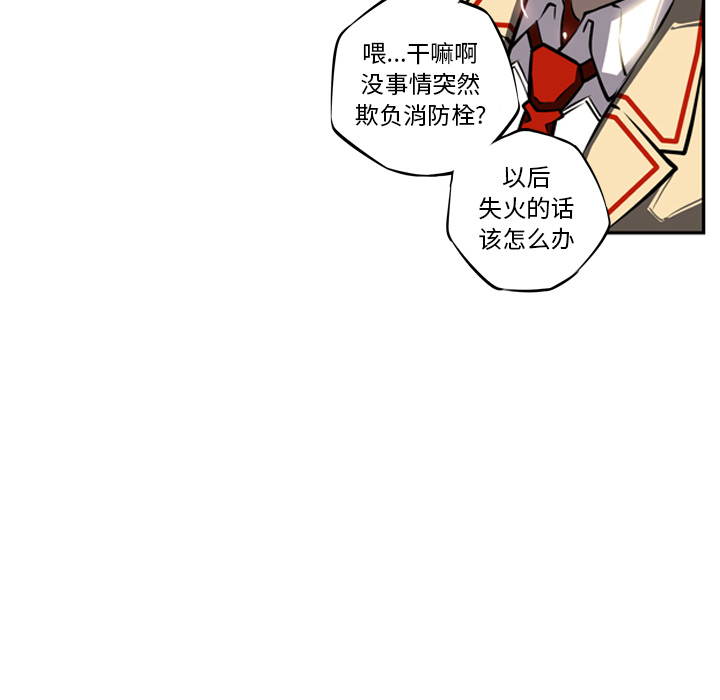 喂...干嘛啊
没事情突然
欺负消防栓?
以后
失火的话
该怎么办